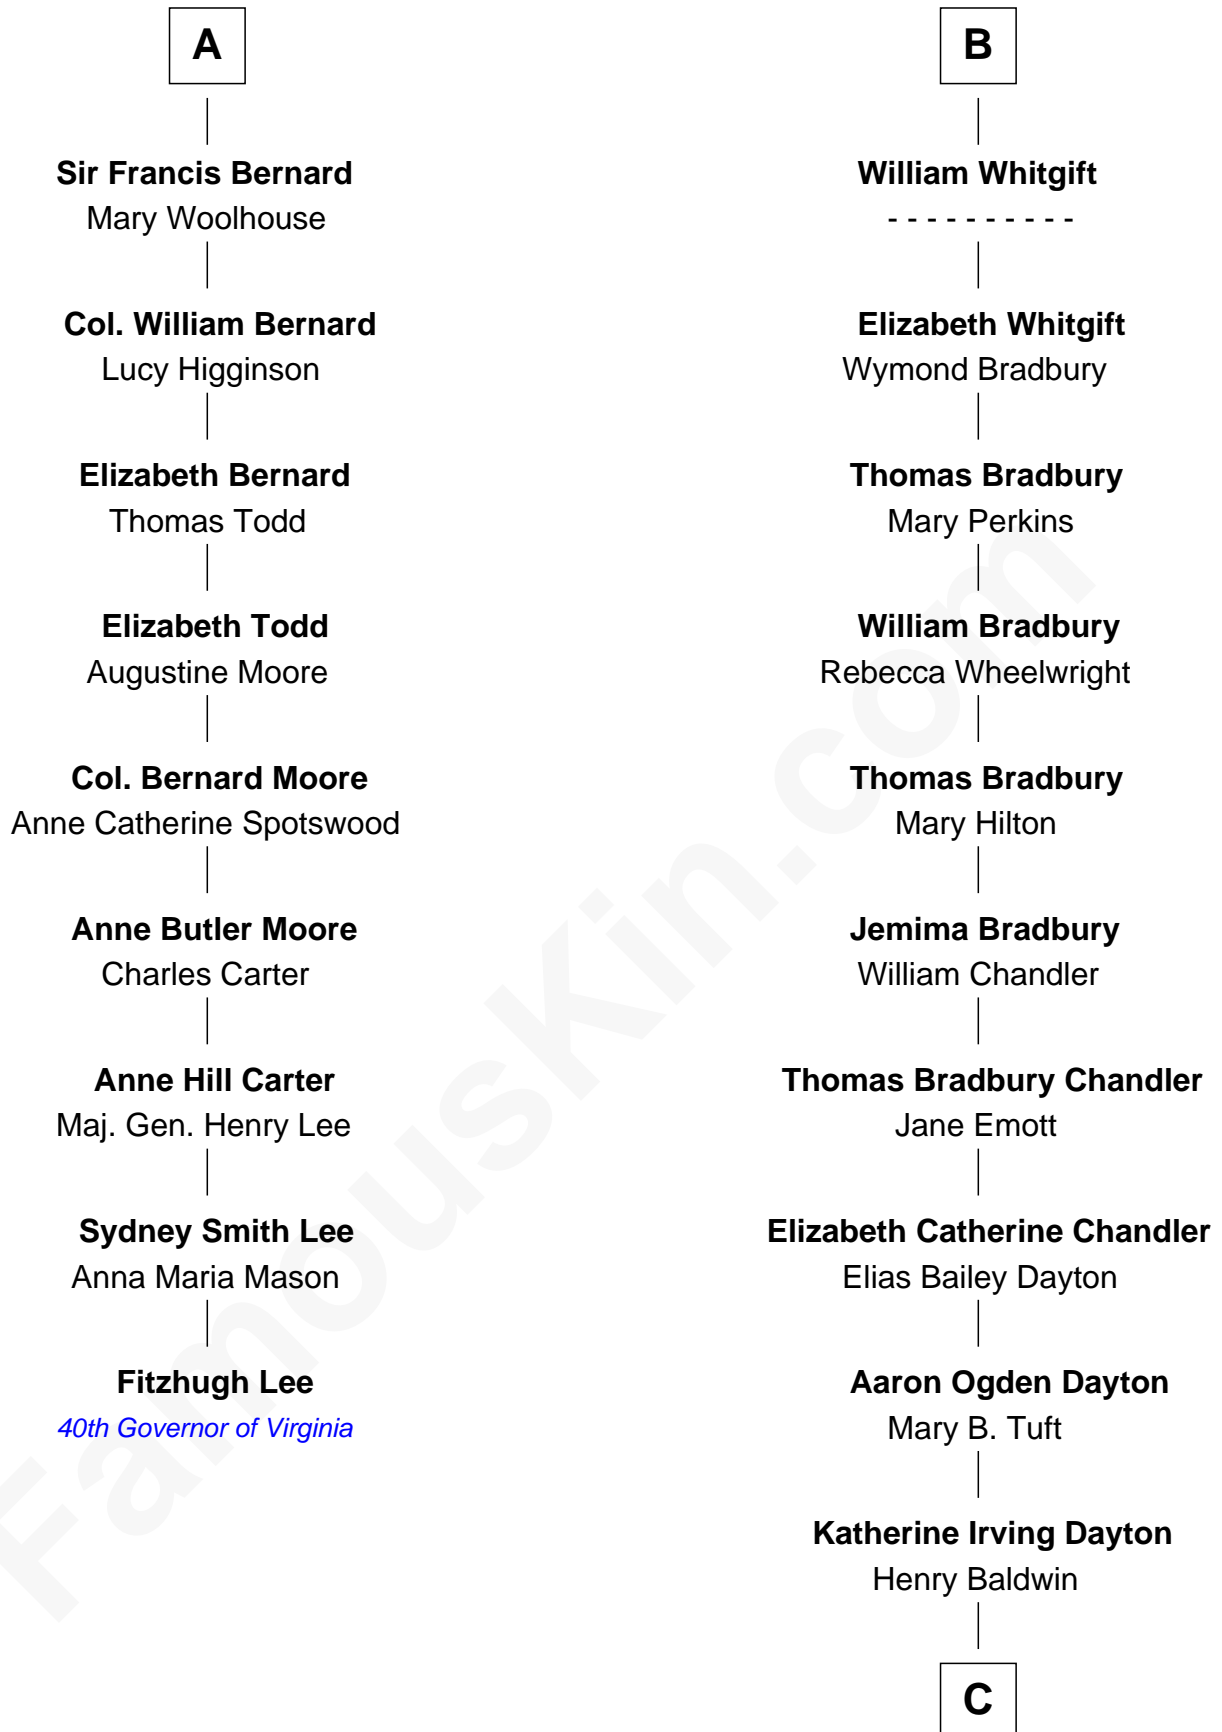 A
Sir Francis Bernard
Mary Woolhouse
Col. William Bernard
Lucy Higginson
Elizabeth Bernard
Thomas Todd
Elizabeth Todd
Augustine Moore
Col. Bernard Moore
Anne Catherine Spotswood
Anne Butler Moore
Charles Carter
Anne Hill Carter
Maj. Gen. Henry Lee
Sydney Smith Lee
Anna Maria Mason
Fitzhugh Lee
40th Governor of Virginia
B
William Whitgift
- - - - - - - - - -
Elizabeth Whitgift
Wymond Bradbury
Thomas Bradbury
Mary Perkins
William Bradbury
Rebecca Wheelwright
Thomas Bradbury
Mary Hilton
Jemima Bradbury
William Chandler
Thomas Bradbury Chandler
Jane Emott
Elizabeth Catherine Chandler
Elias Bailey Dayton
Aaron Ogden Dayton
Mary B. Tuft
Katherine Irving Dayton
Henry Baldwin
C
FamousKin.com